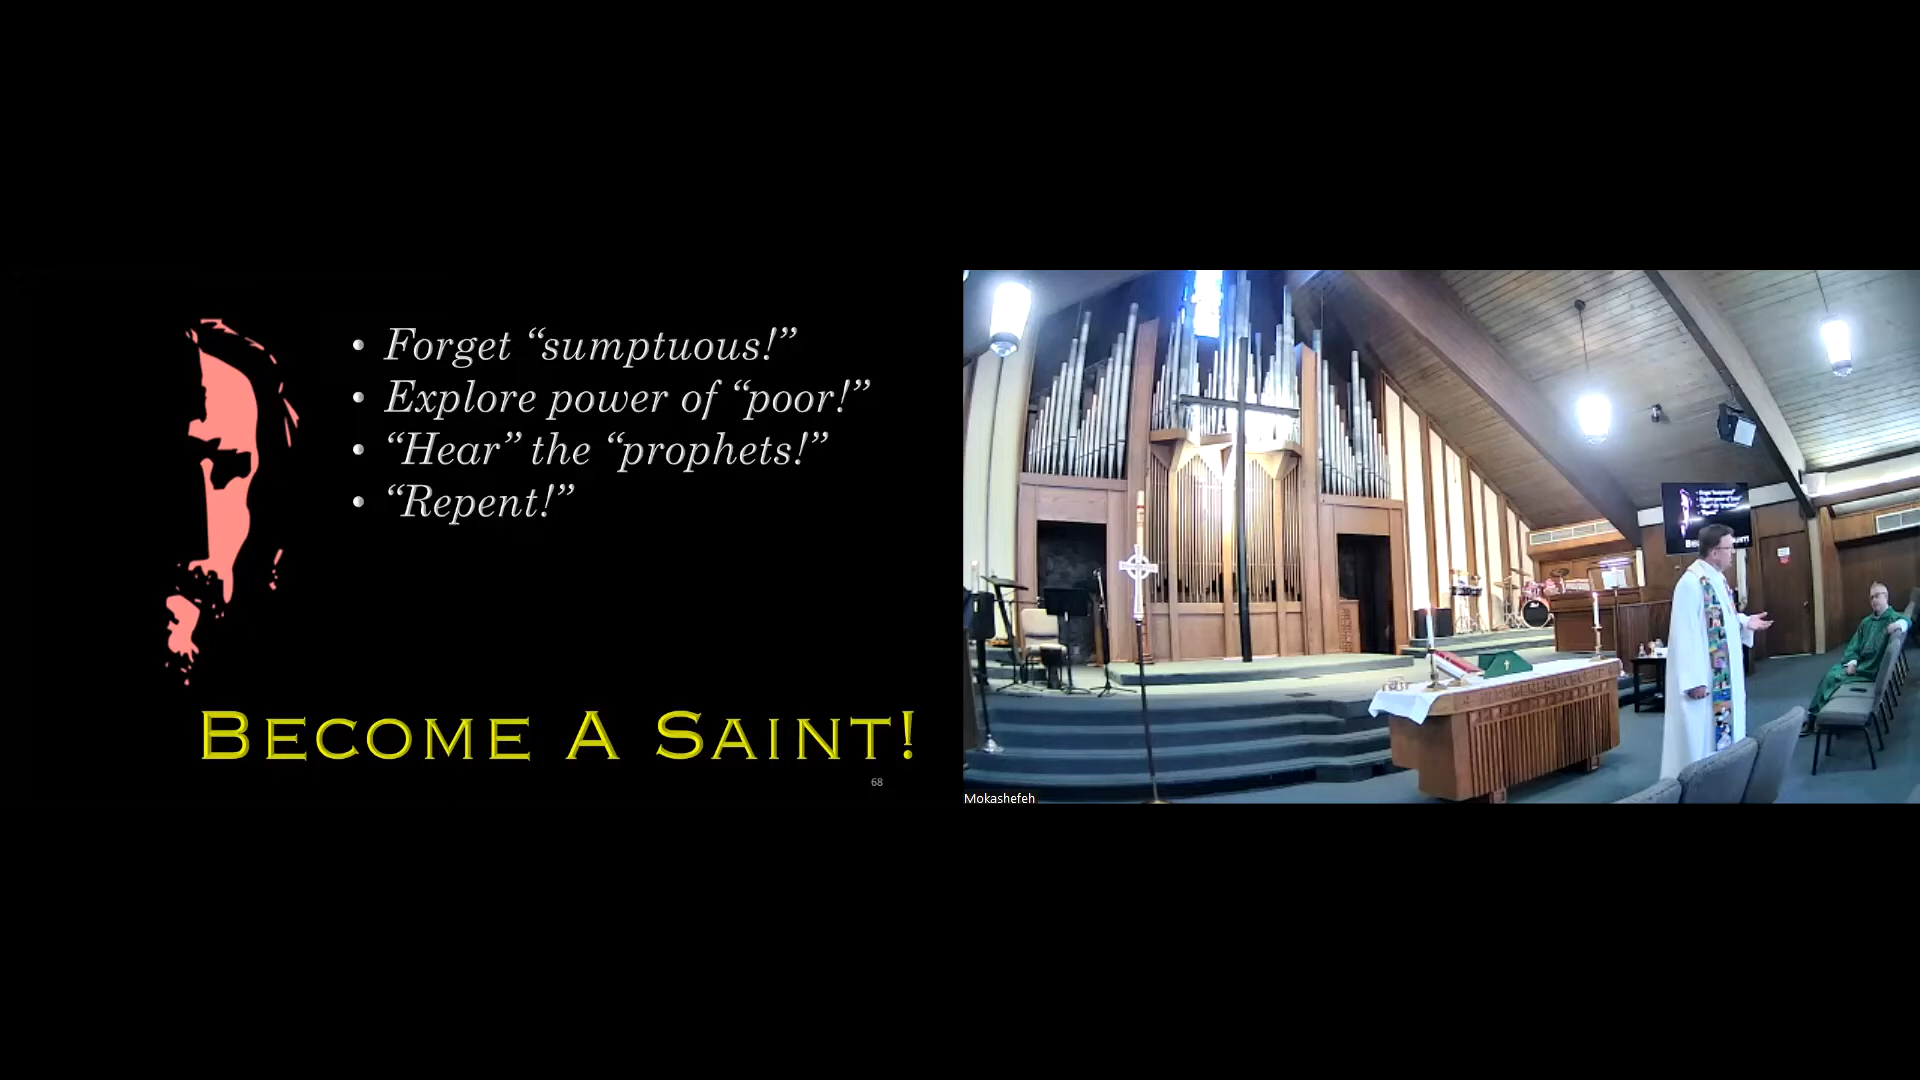 • Forget “sumptuous!”
• Explore power of “poor!”
• “Hear” the “prophets!”
• “Repent!”
BECOME A SAINT!
68
Mokashefeh